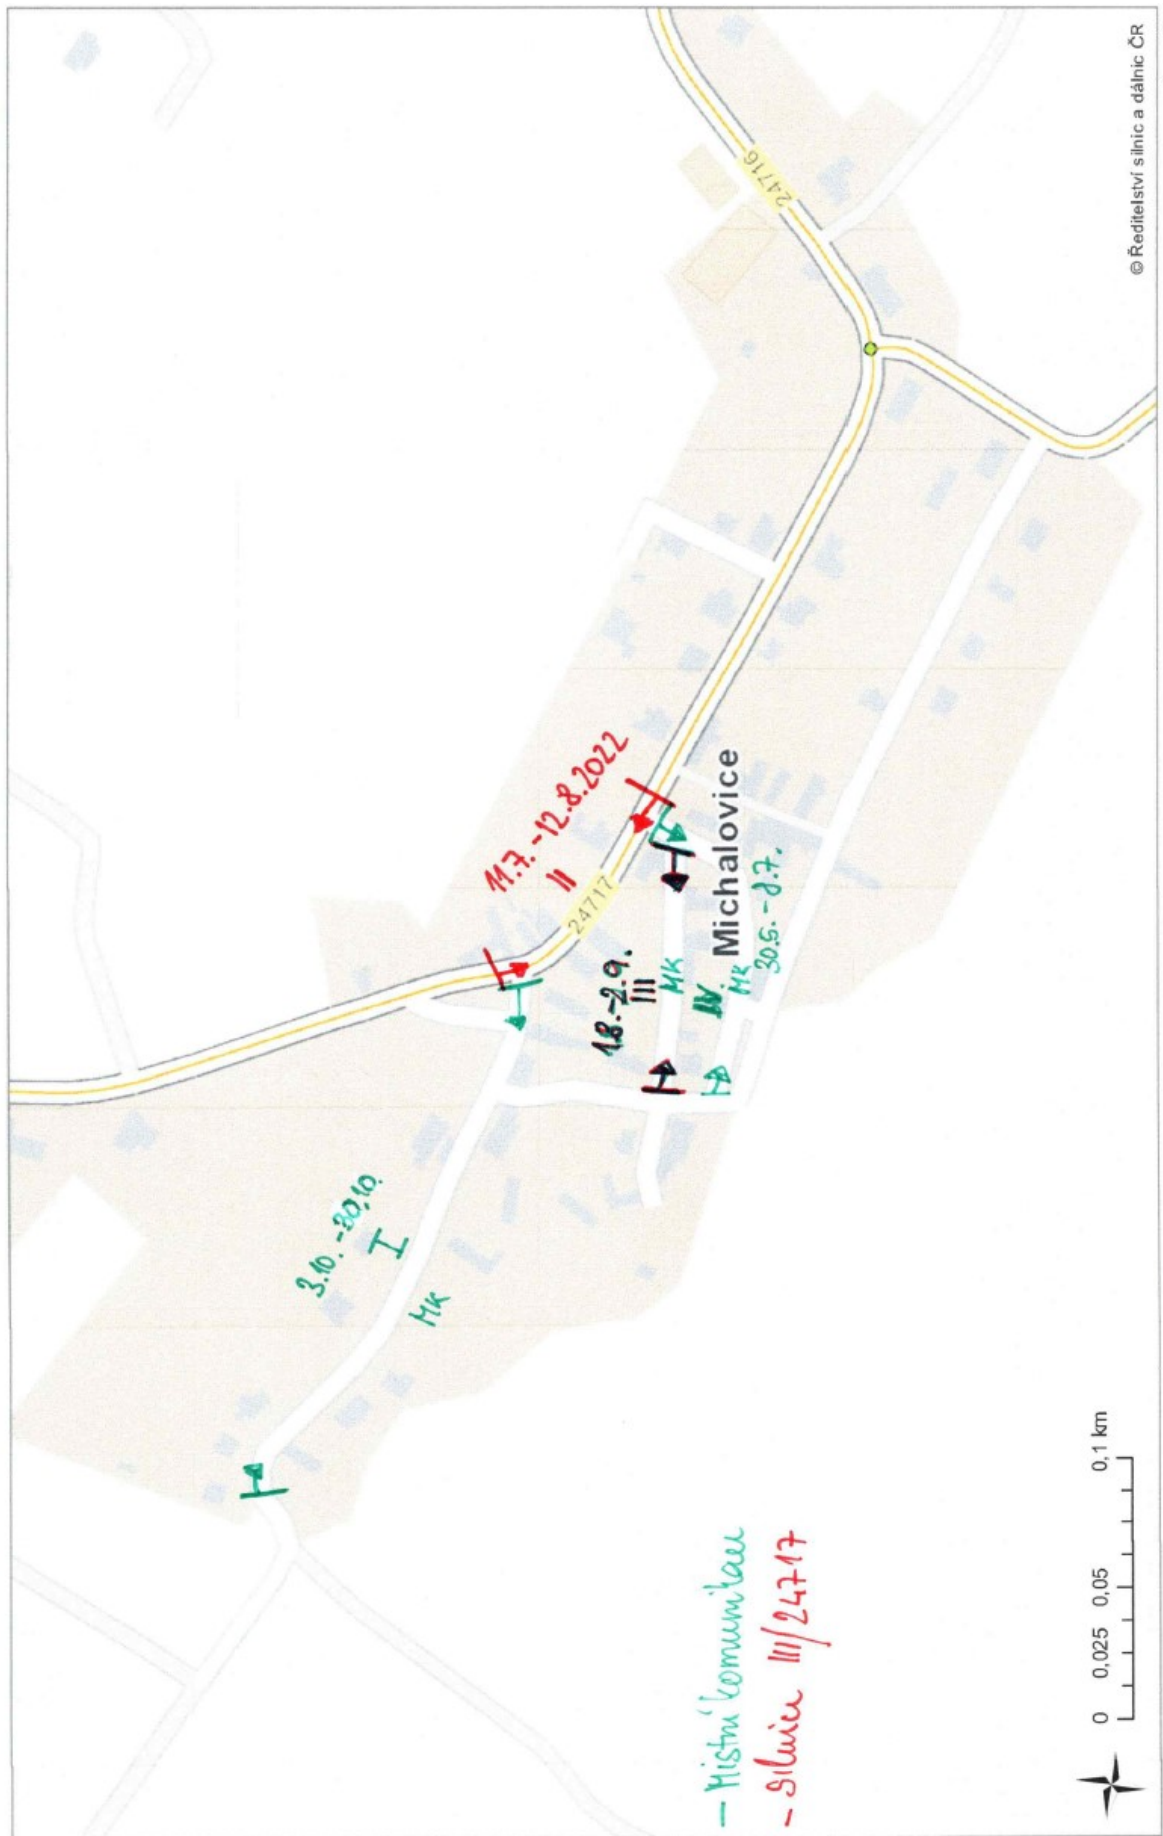 © Ředitelství silnic a dálnic ČR
24716
11.7.-12.8.2022
II
24717
Michalovice
1.8.-2.9.
III
MK
IV.
MK
30.5.-8.7.
3.10.-30.10.
I
MK
- Místní komunikace
- Silnice III/24717
0 0,025 0,05 0,1 km